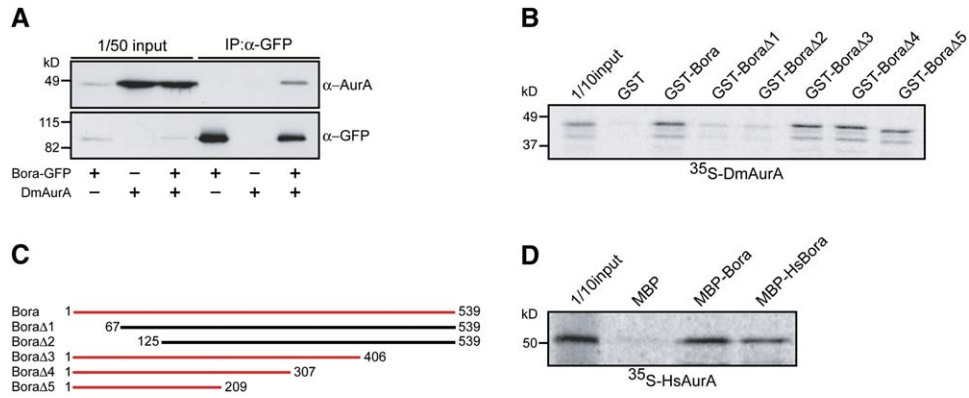 A
1/50 input IP:α-GFP
kD
49 α–AurA
115
82 α–GFP
Bora-GFP + – + + – +
DmAurA – + + – + +
B
1/10input GST GST-Bora GST-BoraΔ1 GST-BoraΔ2 GST-BoraΔ3 GST-BoraΔ4 GST-BoraΔ5
kD
49
37
35S-DmAurA
C
Bora 1 539
BoraΔ1 67 539
BoraΔ2 125 539
BoraΔ3 1 406
BoraΔ4 1 307
BoraΔ5 1 209
D
1/10input MBP MBP-Bora MBP-HsBora
kD
50
35S-HsAurA